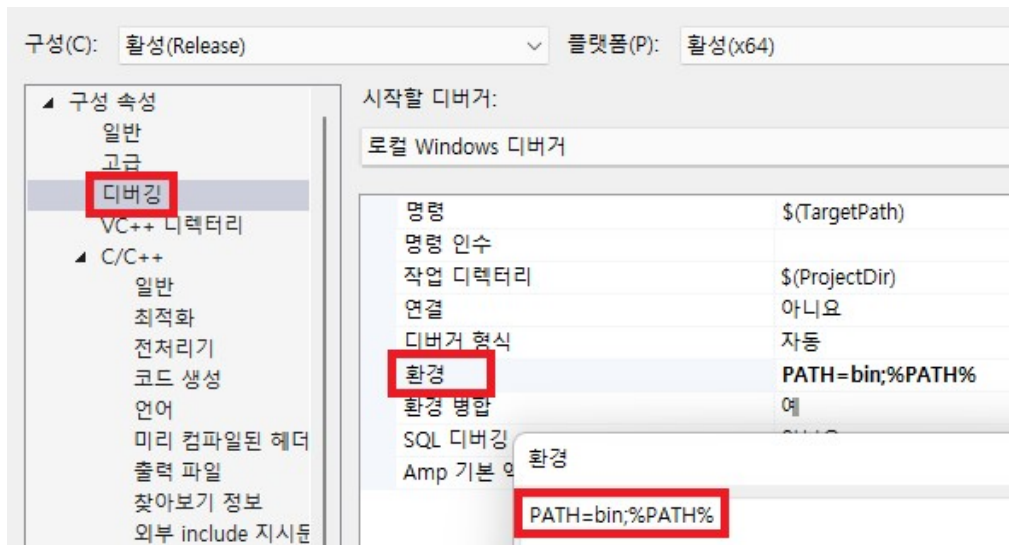 구성(C): 활성(Release) 플랫폼(P): 활성(x64)
구성 속성
일반
고급
디버깅
VC++ 디렉터리
C/C++
일반
최적화
전처리기
코드 생성
언어
미리 컴파일된 헤더
출력 파일
찾아보기 정보
외부 include 지시문
시작할 디버거:
로컬 Windows 디버거
명령 $(TargetPath)
명령 인수
작업 디렉터리 $(ProjectDir)
연결 아니요
디버거 형식 자동
환경 PATH=bin;%PATH%
환경 병합 예
SQL 디버깅
Amp 기본
환경
PATH=bin;%PATH%